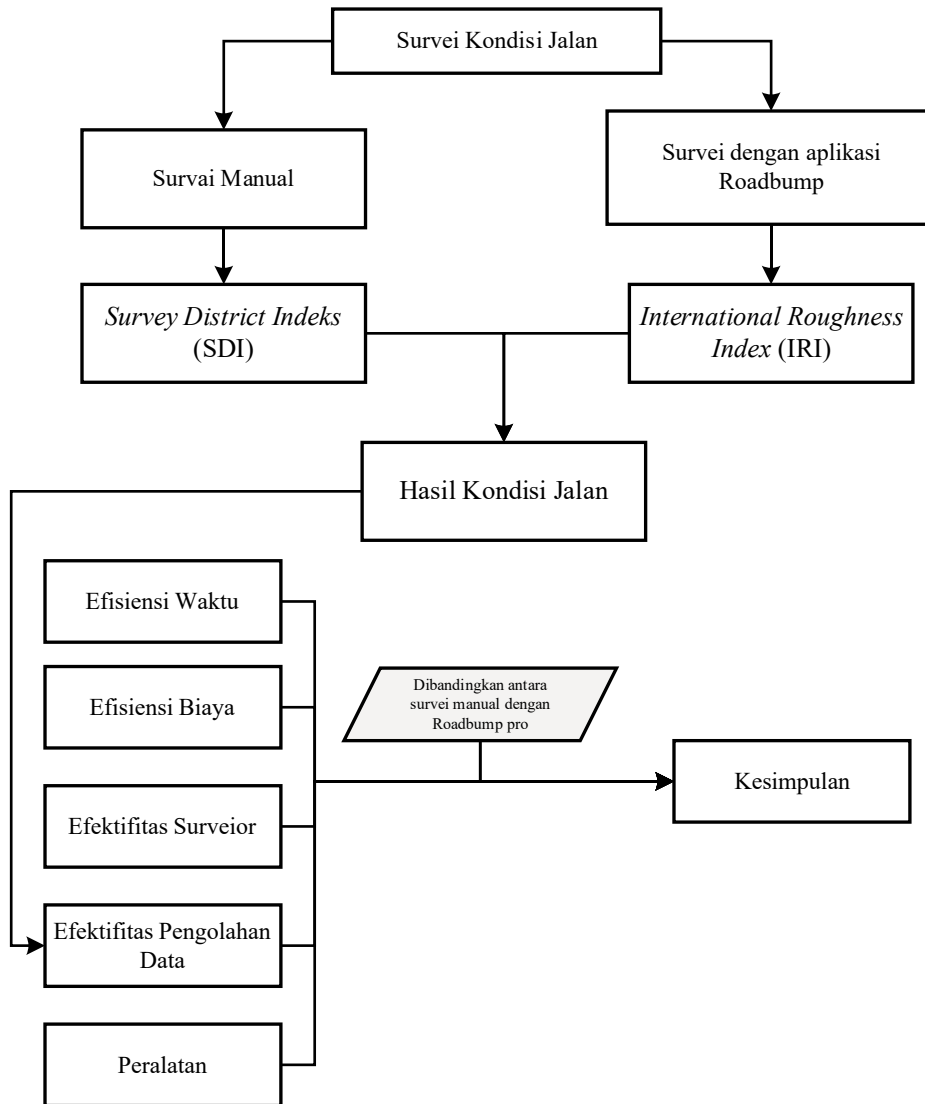 Survei Kondisi Jalan
Survai Manual
Survei dengan aplikasi
Roadbump
Survey District Indeks
(SDI)
International Roughness
Index (IRI)
Hasil Kondisi Jalan
Efisiensi Waktu
Efisiensi Biaya
Dibandingkan antara
survei manual dengan
Roadbump pro
Kesimpulan
Efektifitas Surveior
Efektifitas Pengolahan
Data
Peralatan